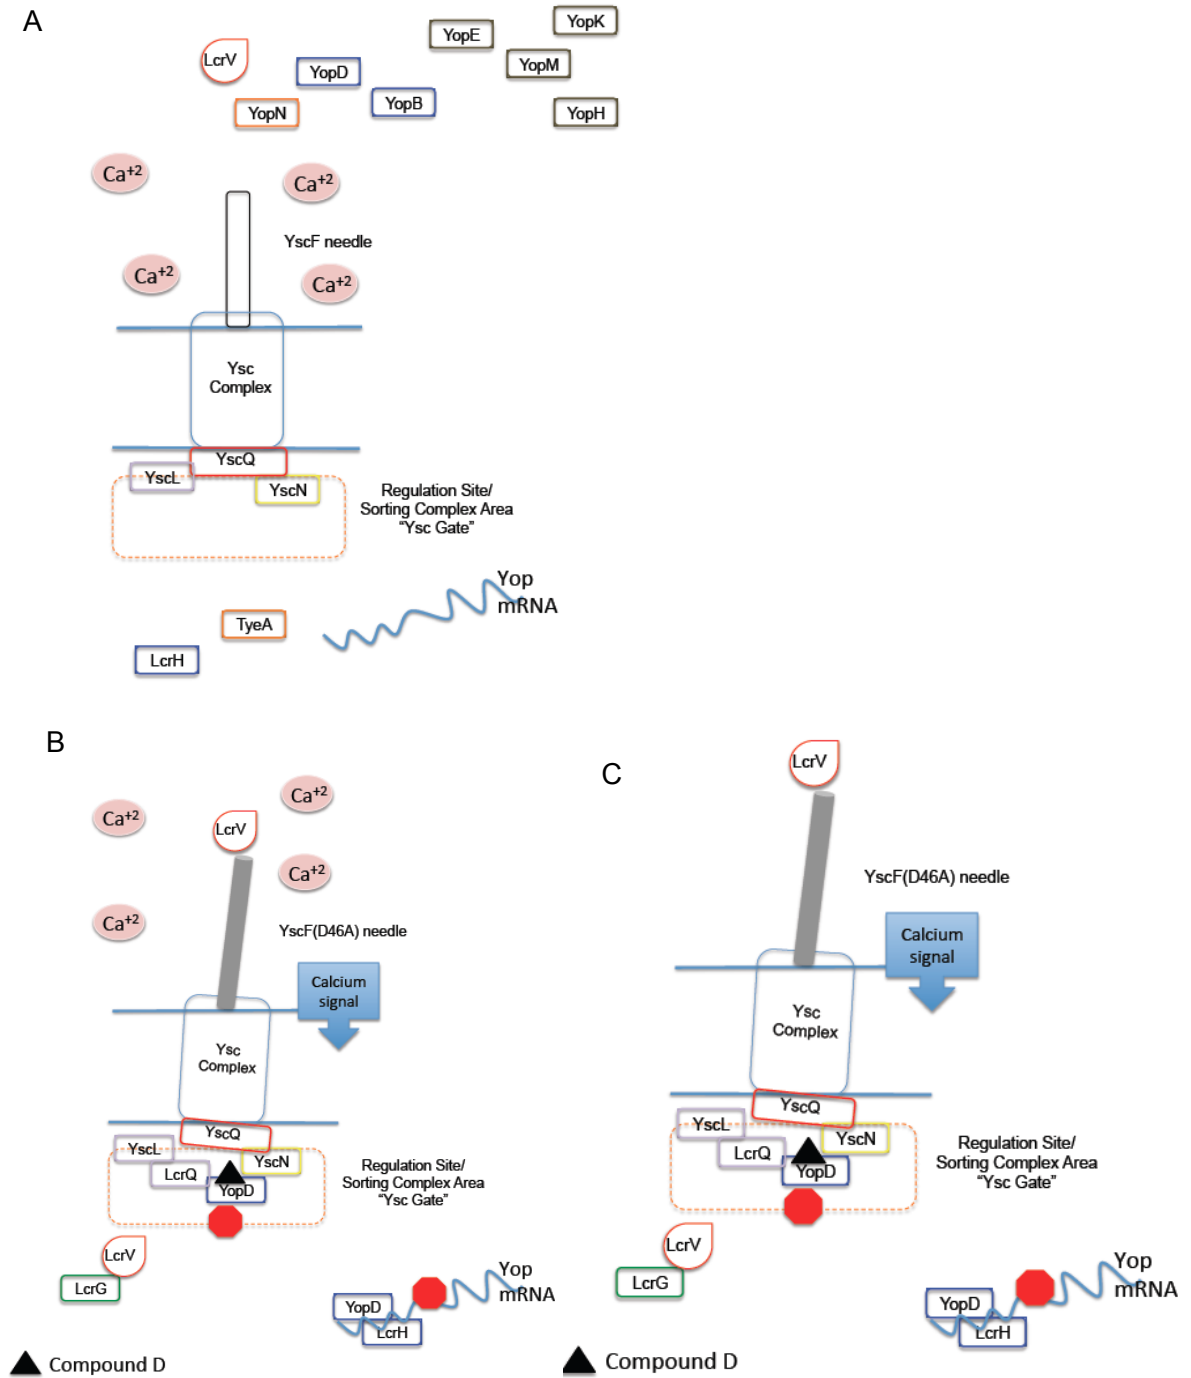 A
YopK
YopE
LcrV
YopM
YopD
YopB
YopN
YopH
Ca+2
Ca+2
YscF needle
Ca+2
Ca+2
Ysc
Complex
YscQ
YscL
YscN
Regulation Site/
Sorting Complex Area
“Ysc Gate”
Yop
mRNA
TyeA
LcrH
B
Ca+2
Ca+2
LcrV
Ca+2
Ca+2
YscF(D46A) needle
Calcium
signal
Ysc
Complex
YscQ
YscL
YscN
LcrQ
YopD
Regulation Site/
Sorting Complex Area
“Ysc Gate”
LcrV
LcrG
Yop
mRNA
YopD
LcrH
Compound D
C
LcrV
YscF(D46A) needle
Calcium
signal
Ysc
Complex
YscQ
YscL
YscN
LcrQ
YopD
Regulation Site/
Sorting Complex Area
“Ysc Gate”
LcrV
LcrG
Yop
mRNA
YopD
LcrH
Compound D